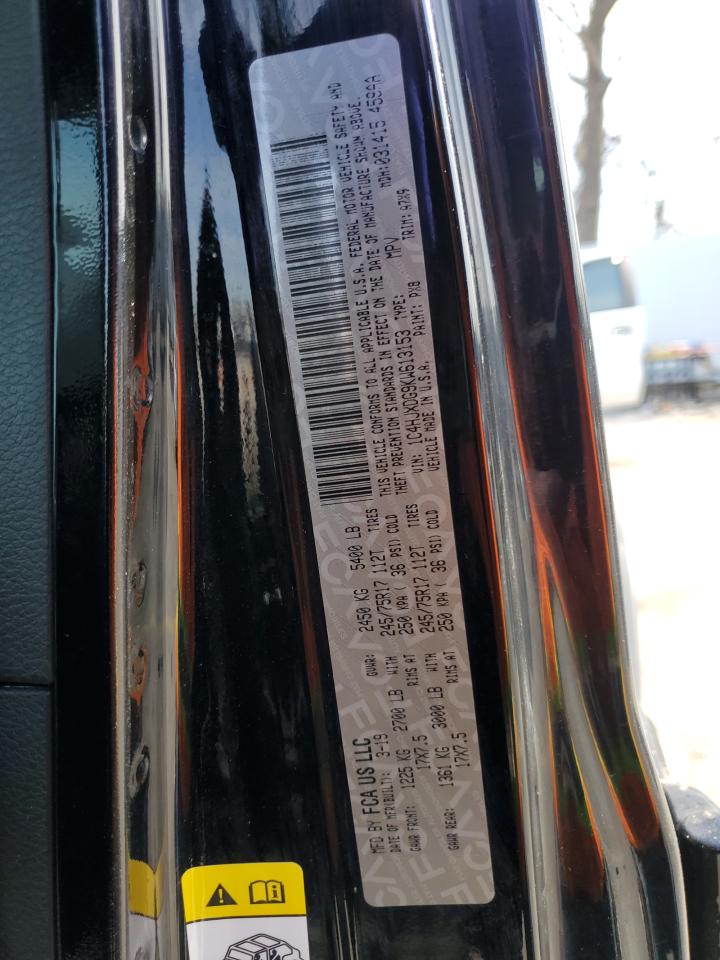 MFD BY FCA US LLC
DATE OF MFR(BUILT): 3-19 GVWR: 2450 KG 5400 LB
GAWR FRONT: 1225 KG 2700 LB WITH 245/75R17 112T TIRES
17X7.5 RIMS AT 250 KPA ( 36 PSI) COLD
GAWR REAR: 1361 KG 3000 LB WITH 245/75R17 112T TIRES
17X7.5 RIMS AT 250 KPA ( 36 PSI) COLD
THIS VEHICLE CONFORMS TO ALL APPLICABLE U.S.A. FEDERAL MOTOR VEHICLE SAFETY AND
THEFT PREVENTION STANDARDS IN EFFECT ON THE DATE OF MANUFACTURE SHOWN ABOVE.
VIN: 1C4HJXDG9KW613153 TYPE: MPV MDH: 031415 459AA
VEHICLE MADE IN U.S.A. PAINT: PX8 TRIM: A7X9